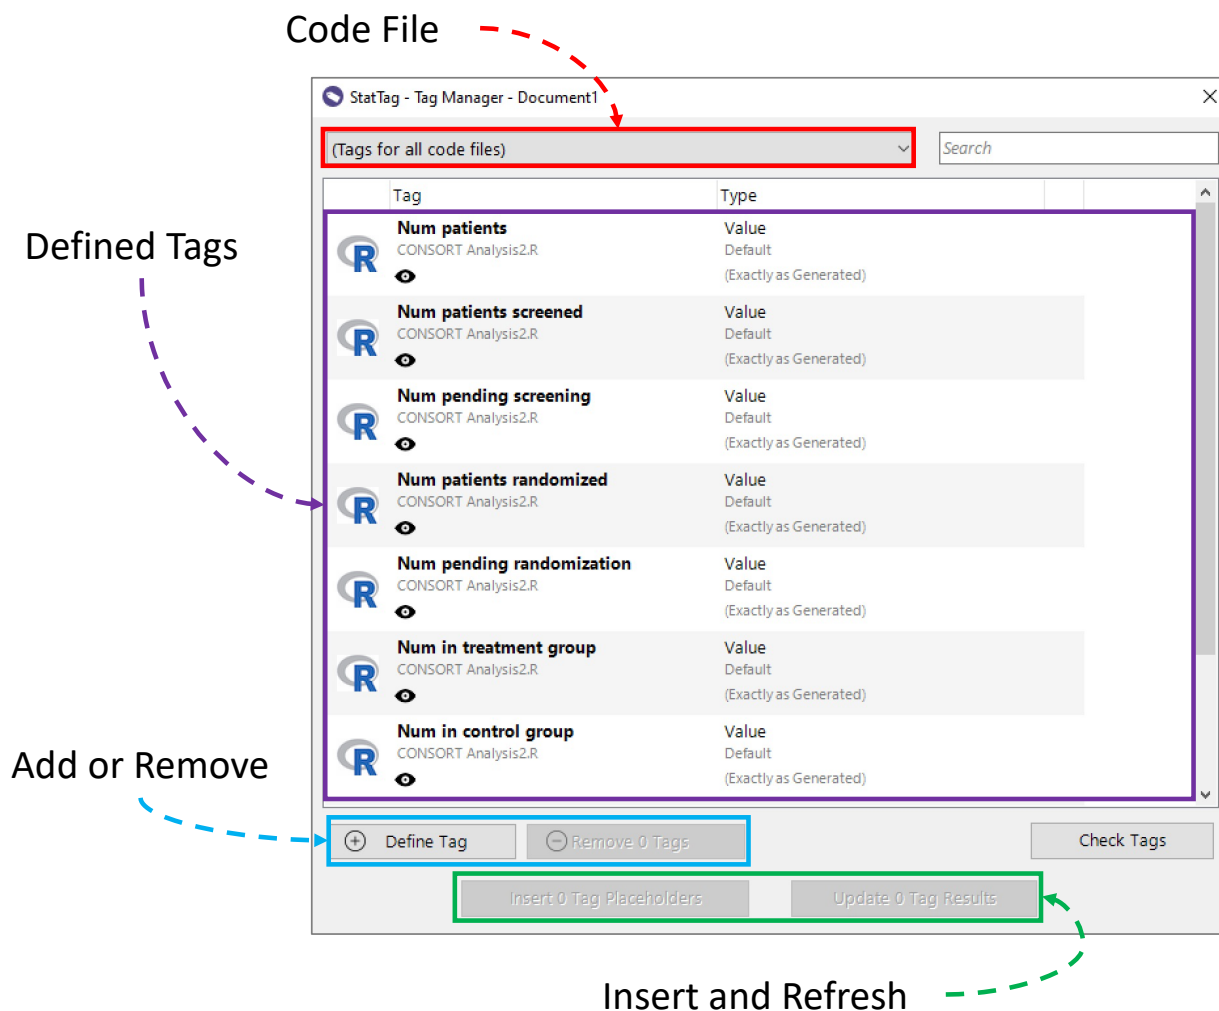 Code File
StatTag - Tag Manager - Document1
(Tags for all code files)
Search
Tag Type
Defined Tags
R
Num patients Value
CONSORT Analysis2.R Default
(Exactly as Generated)
R
Num patients screened Value
CONSORT Analysis2.R Default
(Exactly as Generated)
R
Num pending screening Value
CONSORT Analysis2.R Default
(Exactly as Generated)
R
Num patients randomized Value
CONSORT Analysis2.R Default
(Exactly as Generated)
R
Num pending randomization Value
CONSORT Analysis2.R Default
(Exactly as Generated)
R
Num in treatment group Value
CONSORT Analysis2.R Default
(Exactly as Generated)
R
Num in control group Value
CONSORT Analysis2.R Default
(Exactly as Generated)
Add or Remove
Define Tag Remove 0 Tags Check Tags
Insert 0 Tag Placeholders Update 0 Tag Results
Insert and Refresh